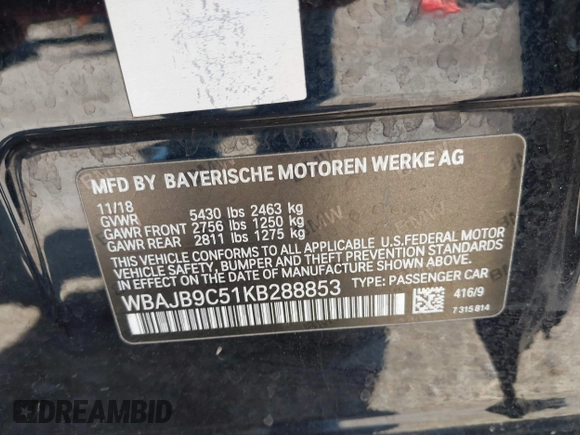 MFD BY BAYERISCHE MOTOREN WERKE AG
11/18
GVWR 5430 lbs 2463 kg
GAWR FRONT 2756 lbs 1250 kg
GAWR REAR 2811 lbs 1275 kg
THIS VEHICLE CONFORMS TO ALL APPLICABLE U.S.FEDERAL MOTOR
VEHICLE SAFETY, BUMPER AND THEFT PREVENTION STANDARDS
IN EFFECT ON THE DATE OF MANUFACTURE SHOWN ABOVE.
WBAJB9C51KB288853 TYPE: PASSENGER CAR
416/9
7 315 814
DREAMBID